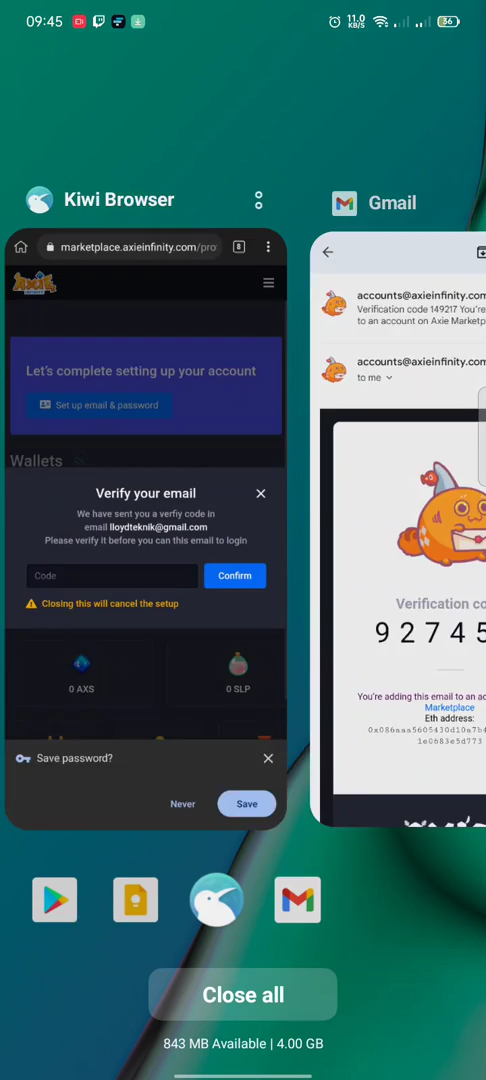 09:45
11.0
KB/S
36
Kiwi Browser
Gmail
marketplace.axieinfinity.com/pro
8
AXIE
Let's complete setting up your account
Set up email & password
Wallets
Verify your email
We have sent you a verfiy code in
email lloydteknik@gmail.com
Please verify it before you can this email to login
Code
Confirm
Closing this will cancel the setup
0 AXS
0 SLP
Save password?
Never
Save
accounts@axieinfinity.com
Verification code 149217 You're
to an account on Axie Marketp
accounts@axieinfinity.com
to me
Verification co
9 2 7 4 5
You're adding this email to an ac
Marketplace
Eth address:
Close all
843 MB Available | 4.00 GB